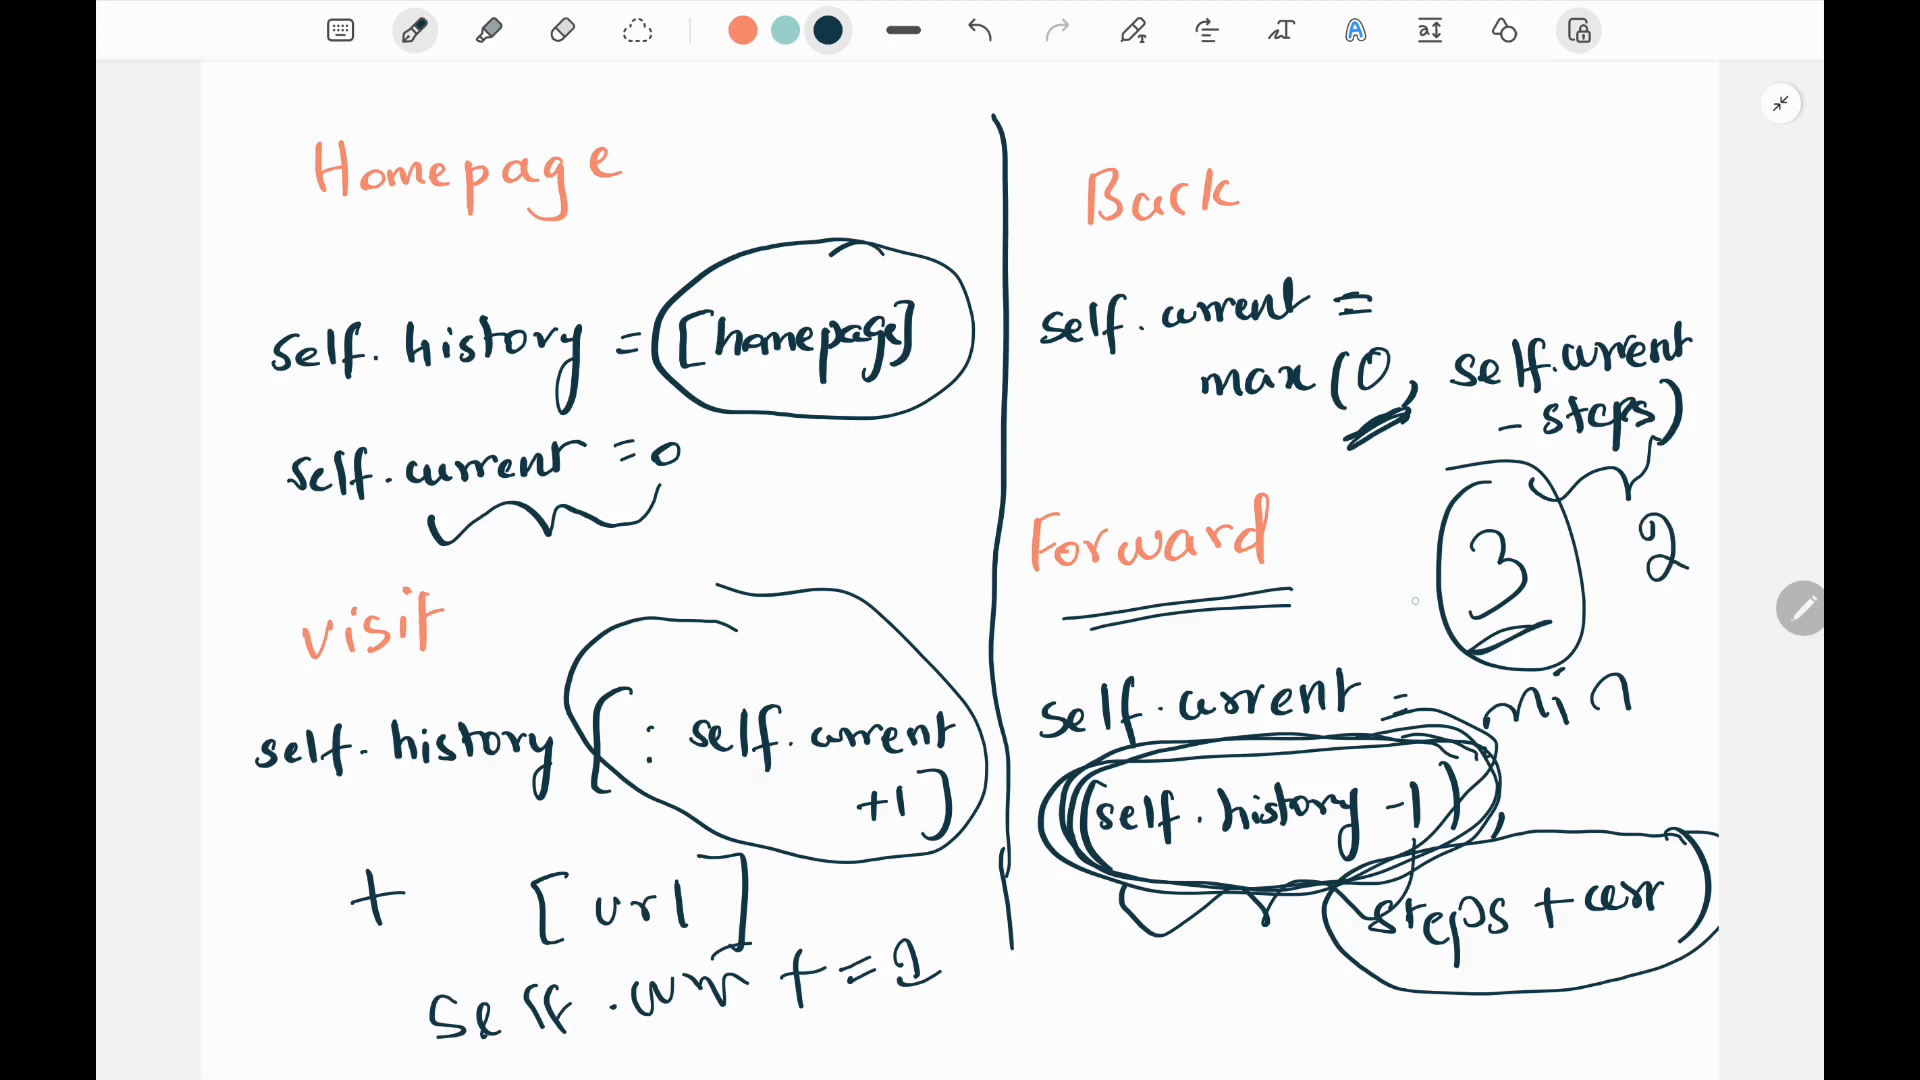 Homepage
self. history = [homepage]
self. current = 0
visit
self. history [ : self. current
+1]
+ [url]
self .curr += 1
Back
self. current =
max (0, self.current
- steps)
3 2
Forward
self. current = min
(self. history -1) ,
steps + curr )